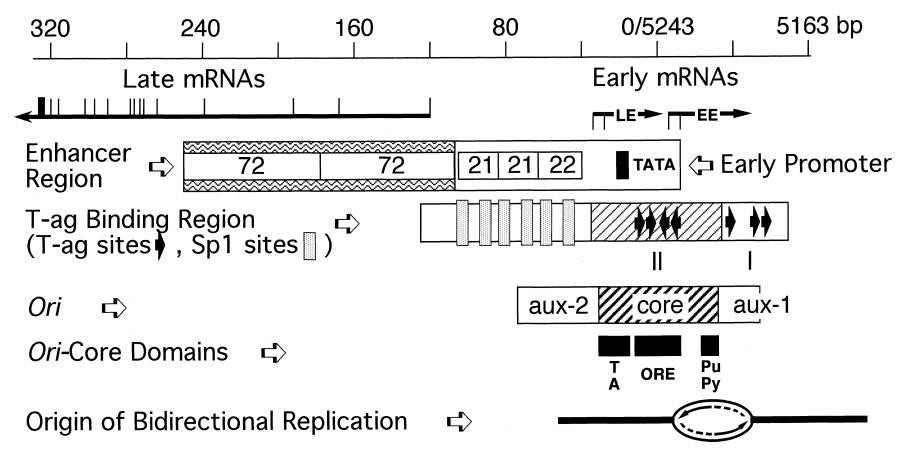 320 240 160 80 0/5243 5163 bp
Late mRNAs Early mRNAs
LE EE
Enhancer
Region
72 72 21 21 22 TATA
Early Promoter
T-ag Binding Region
(T-ag sites , Sp1 sites )
II I
Ori
aux-2 core aux-1
Ori-Core Domains
T
A
ORE
Pu
Py
Origin of Bidirectional Replication